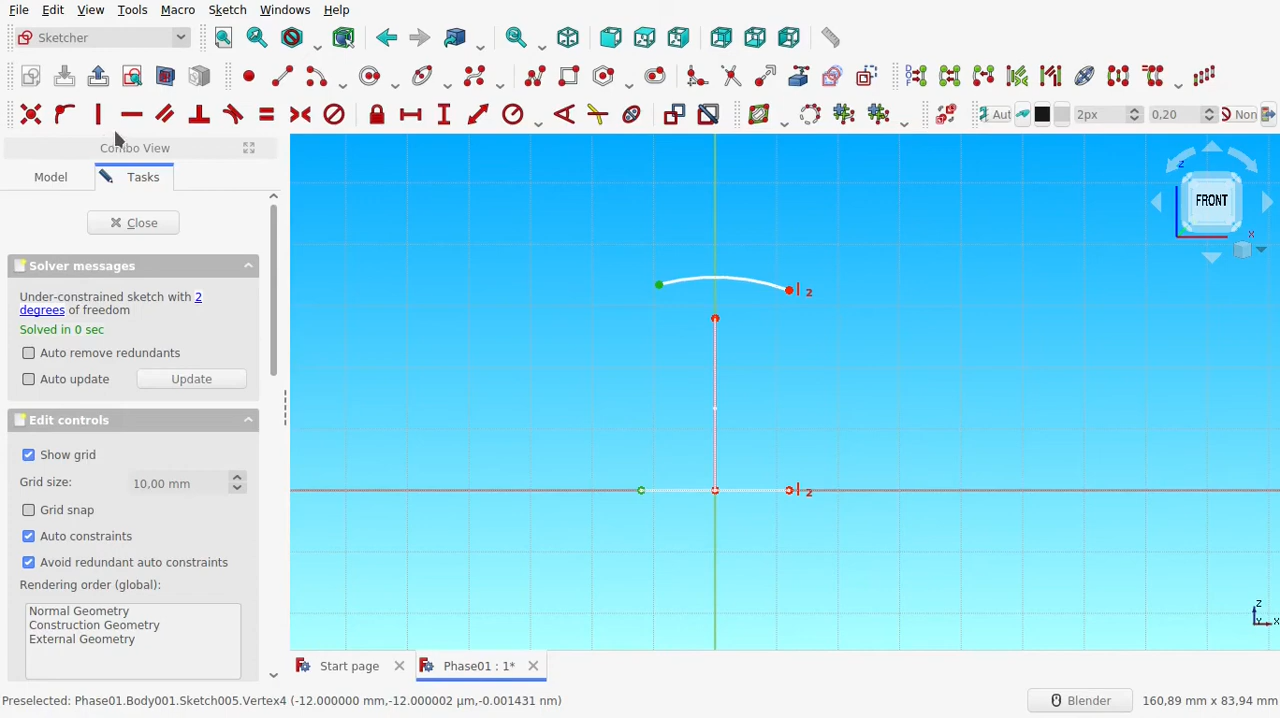 File Edit View Tools Macro Sketch Windows Help
Sketcher
Aut 2px 0,20 Non
Combo View
Model Tasks
Close
Solver messages
Under-constrained sketch with 2
degrees of freedom
Solved in 0 sec
Auto remove redundants
Auto update Update
Edit controls
Show grid
Grid size: 10,00 mm
Grid snap
Auto constraints
Avoid redundant auto constraints
Rendering order (global):
Normal Geometry
Construction Geometry
External Geometry
2
2
FRONT
Z
X
Z
Y
X
Start page Phase01 : 1*
Preselected: Phase01.Body001.Sketch005.Vertex4 (-12.000000 mm,-12.000002 µm,-0.001431 nm) Blender 160,89 mm x 83,94 mm